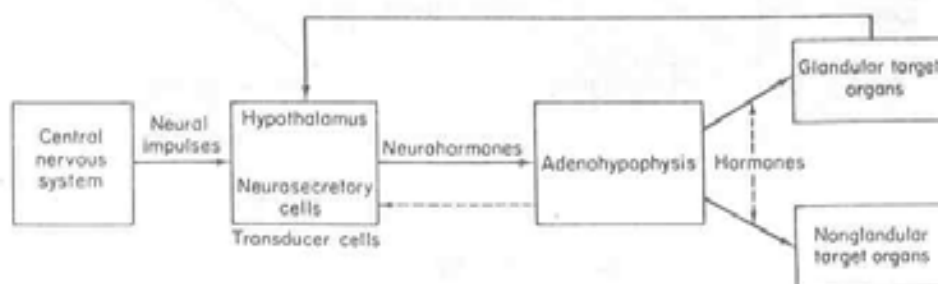 Central
nervous
system
Neural
impulses
Hypothalamus
Neurosecretory
cells
Transducer cells
Neurohormones
Adenohypophysis
Hormones
Glandular target
organs
Nonglandular
target organs